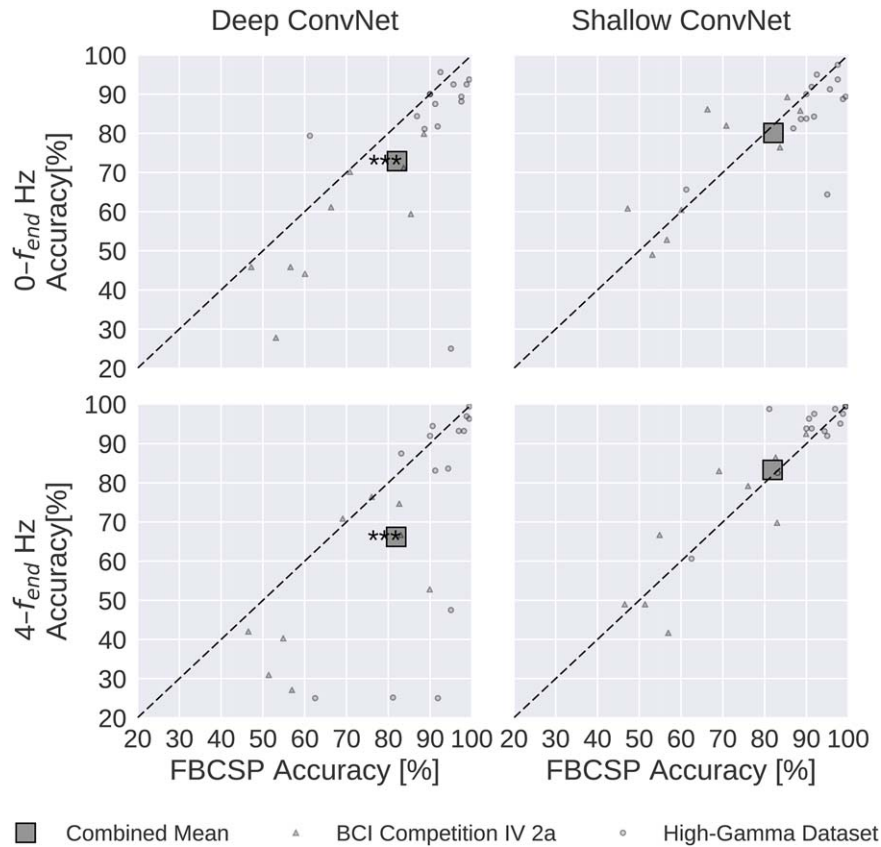 Deep ConvNet Shallow ConvNet
0–f_end Hz
Accuracy[%]
100
90
80
70
60
50
40
30
20
***
4–f_end Hz
Accuracy[%]
100
90
80
70
60
50
40
30
20
***
20 30 40 50 60 70 80 90 100 20 30 40 50 60 70 80 90 100
FBCSP Accuracy [%] FBCSP Accuracy [%]
Combined Mean BCI Competition IV 2a High-Gamma Dataset